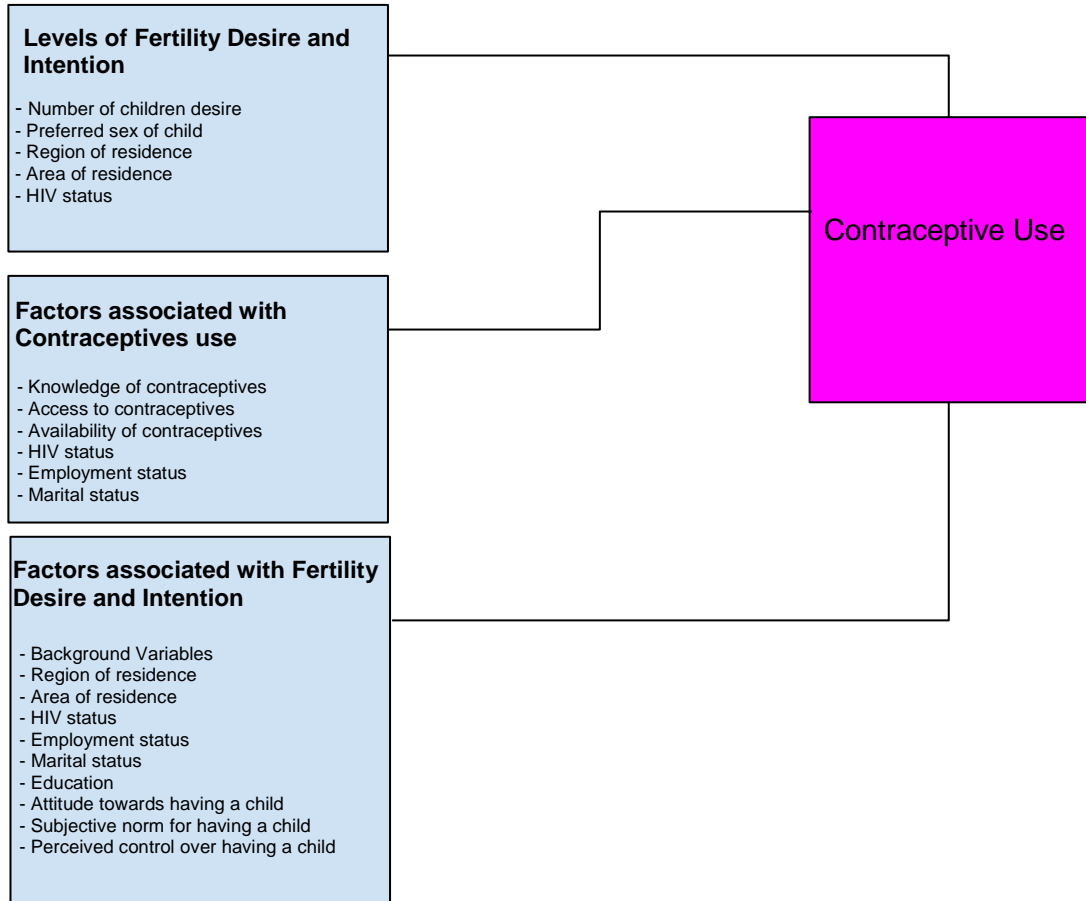 Levels of Fertility Desire and
Intention
- Number of children desire
- Preferred sex of child
- Region of residence
- Area of residence
- HIV status
Factors associated with
Contraceptives use
- Knowledge of contraceptives
- Access to contraceptives
- Availability of contraceptives
- HIV status
- Employment status
- Marital status
Factors associated with Fertility
Desire and Intention
- Background Variables
- Region of residence
- Area of residence
- HIV status
- Employment status
- Marital status
- Education
- Attitude towards having a child
- Subjective norm for having a child
- Perceived control over having a child
Contraceptive Use